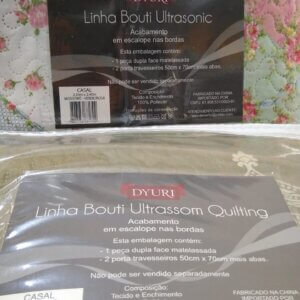 DYURI
Linha Bouti Ultrasonic
Acabamento
em escalope nas bordas
Esta embalagem contém:
- 1 peça dupla face matelassada
- 2 porta travesseiros 50cm x 70cm mais abas.
Não pode ser vendido separadamente
CASAL
Composição:
Tecido e Enchimento
100% Poliéster
Instruções de conservação
FABRICADO NA CHINA
IMPORTADO POR
DYURI
Linha Bouti Ultrassom Quilting
Acabamento
em escalope nas bordas
Esta embalagem contém:
- 1 peça dupla face matelassada
- 2 porta travesseiros 50cm x 70cm mais abas
Não pode ser vendido separadamente
CASAL
Composição:
Tecido e Enchimento
FABRICADO NA CHINA
IMPORTADO POR